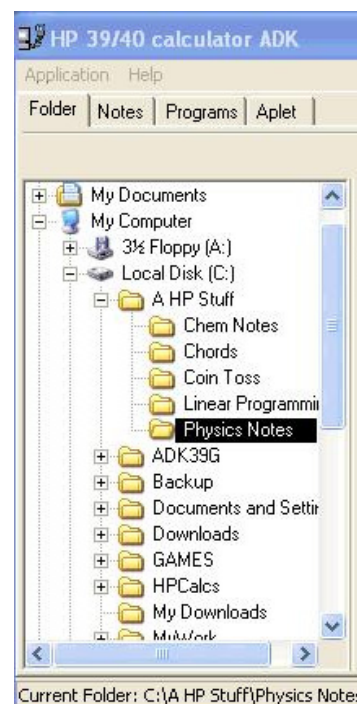 HP 39/40 calculator ADK
Application Help
Folder Notes Programs Aplet
My Documents
My Computer
3½ Floppy (A:)
Local Disk (C:)
A HP Stuff
Chem Notes
Chords
Coin Toss
Linear Programmi
Physics Notes
ADK39G
Backup
Documents and Settir
Downloads
GAMES
HPCalcs
My Downloads
MyWork
Current Folder: C:\A HP Stuff\Physics Notes